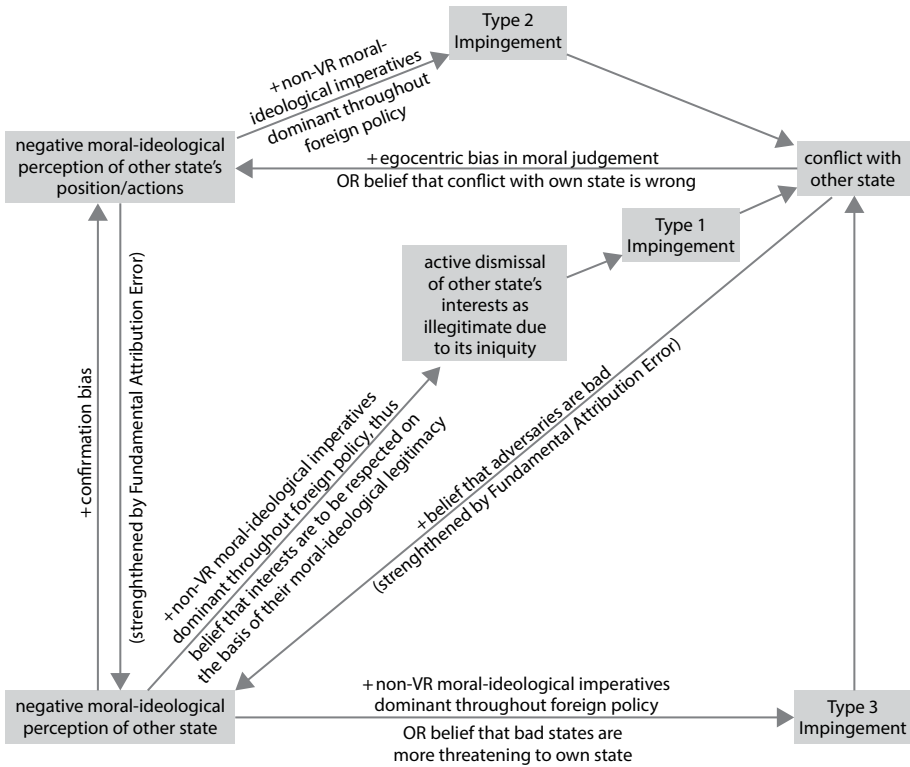 Type 2
Impingement
+non-VR moral-
ideological imperatives
dominant throughout
foreign policy
negative moral-ideological
perception of other state's
position/actions
+egocentric bias in moral judgement
OR belief that conflict with own state is wrong
conflict with
other state
Type 1
Impingement
active dismissal
of other state's
interests as
illegitimate due
to its iniquity
+confirmation bias
(strenghthened by Fundamental Attribution Error)
+non-VR moral-ideological imperatives
dominant throughout foreign policy, thus
belief that interests are to be respected on
the basis of their moral-ideological legitimacy
+belief that adversaries are bad
(strenghthened by Fundamental Attribution Error)
negative moral-ideological
perception of other state
+non-VR moral-ideological imperatives
dominant throughout foreign policy
OR belief that bad states are
more threatening to own state
Type 3
Impingement